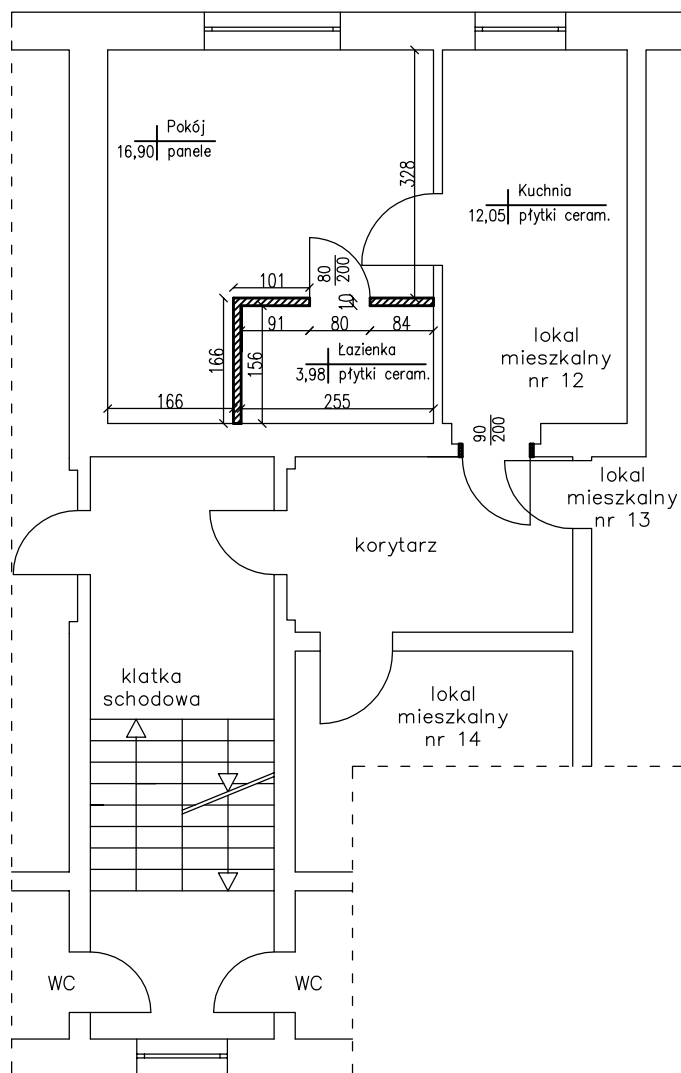 Pokój
16,90 panele
328
Kuchnia
12,05 płytki ceram.
101
80
200
10
91
80
84
166
156
Łazienka
3,98 płytki ceram.
lokal
mieszkalny
nr 12
166
255
90
200
lokal
mieszkalny
nr 13
korytarz
klatka
schodowa
lokal
mieszkalny
nr 14
WC
WC